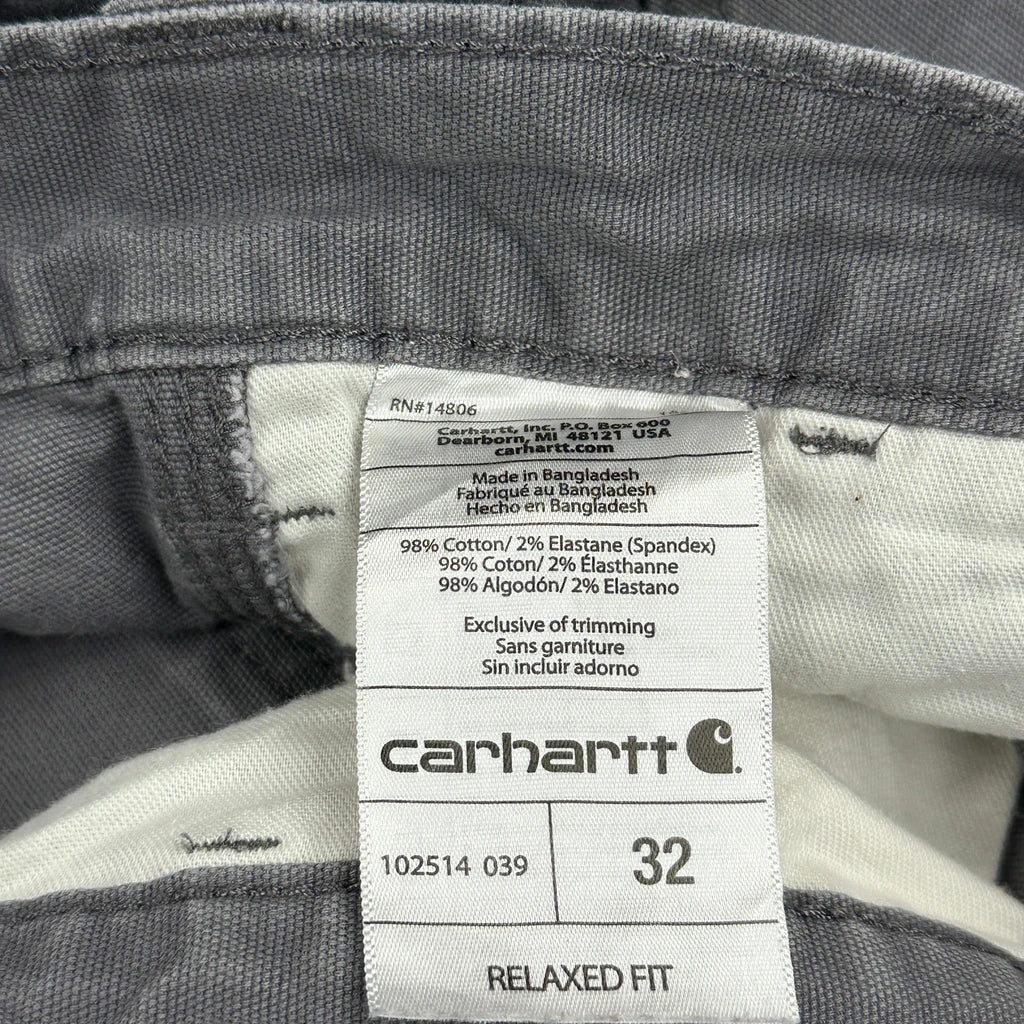 RN#14806
Carhartt, Inc. P.O. Box 600
Dearborn, MI 48121 USA
carhartt.com
Made in Bangladesh
Fabriqué au Bangladesh
Hecho en Bangladesh
98% Cotton/ 2% Elastane (Spandex)
98% Coton/ 2% Élasthanne
98% Algodón/ 2% Elastano
Exclusive of trimming
Sans garniture
Sin incluir adorno
carhartt
102514 039
32
RELAXED FIT